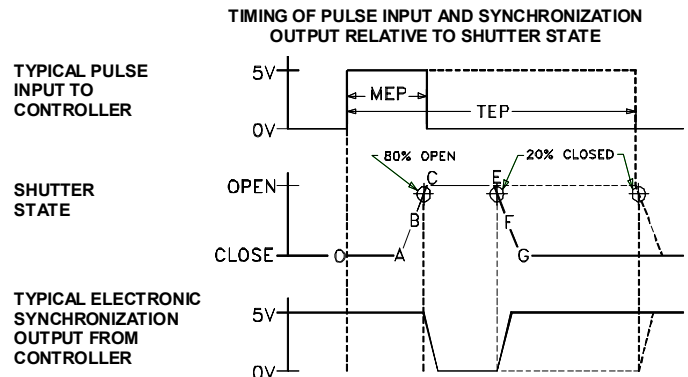 TIMING OF PULSE INPUT AND SYNCHRONIZATION
OUTPUT RELATIVE TO SHUTTER STATE
TYPICAL PULSE
INPUT TO
CONTROLLER
5V
0V
MEP
TEP
SHUTTER
STATE
OPEN
CLOSE
80% OPEN
20% CLOSED
O
A
B
C
E
F
G
TYPICAL ELECTRONIC
SYNCHRONIZATION
OUTPUT FROM
CONTROLLER
5V
0V